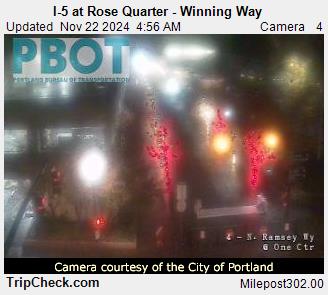 I-5 at Rose Quarter - Winning Way
Updated Nov 22 2024 4:56 AM Camera 4
PBOT
PORTLAND BUREAU OF TRANSPORTATION
4 - N. Ramsey Wy
@ One Ctr
Camera courtesy of the City of Portland
TripCheck.com Milepost302.00